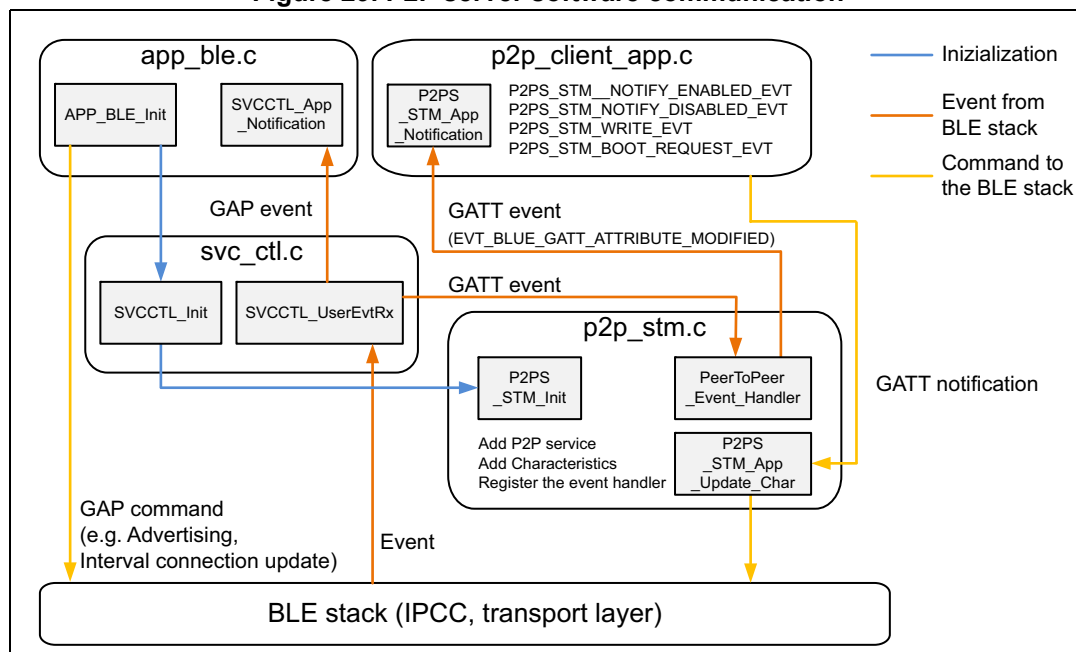 Figure 20. P2P server software communication
app_ble.c
APP_BLE_Init
SVCCTL_App
_Notification
p2p_client_app.c
P2PS
_STM_App
_Notification
P2PS_STM__NOTIFY_ENABLED_EVT
P2PS_STM_NOTIFY_DISABLED_EVT
P2PS_STM_WRITE_EVT
P2PS_STM_BOOT_REQUEST_EVT
Inizialization
Event from
BLE stack
Command to
the BLE stack
GAP event
GATT event
(EVT_BLUE_GATT_ATTRIBUTE_MODIFIED)
svc_ctl.c
SVCCTL_Init
SVCCTL_UserEvtRx
GATT event
p2p_stm.c
P2PS
_STM_Init
PeerToPeer
_Event_Handler
GATT notification
Add P2P service
Add Characteristics
Register the event handler
P2PS
_STM_App
_Update_Char
GAP command
(e.g. Advertising,
Interval connection update)
Event
BLE stack (IPCC, transport layer)